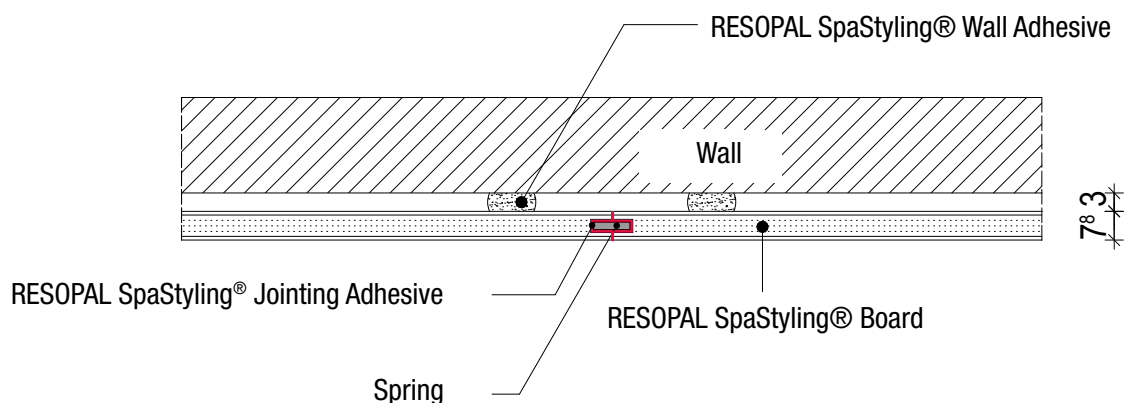 RESOPAL SpaStyling® Wall Adhesive
Wall
3
7⁸
RESOPAL SpaStyling® Jointing Adhesive
RESOPAL SpaStyling® Board
Spring